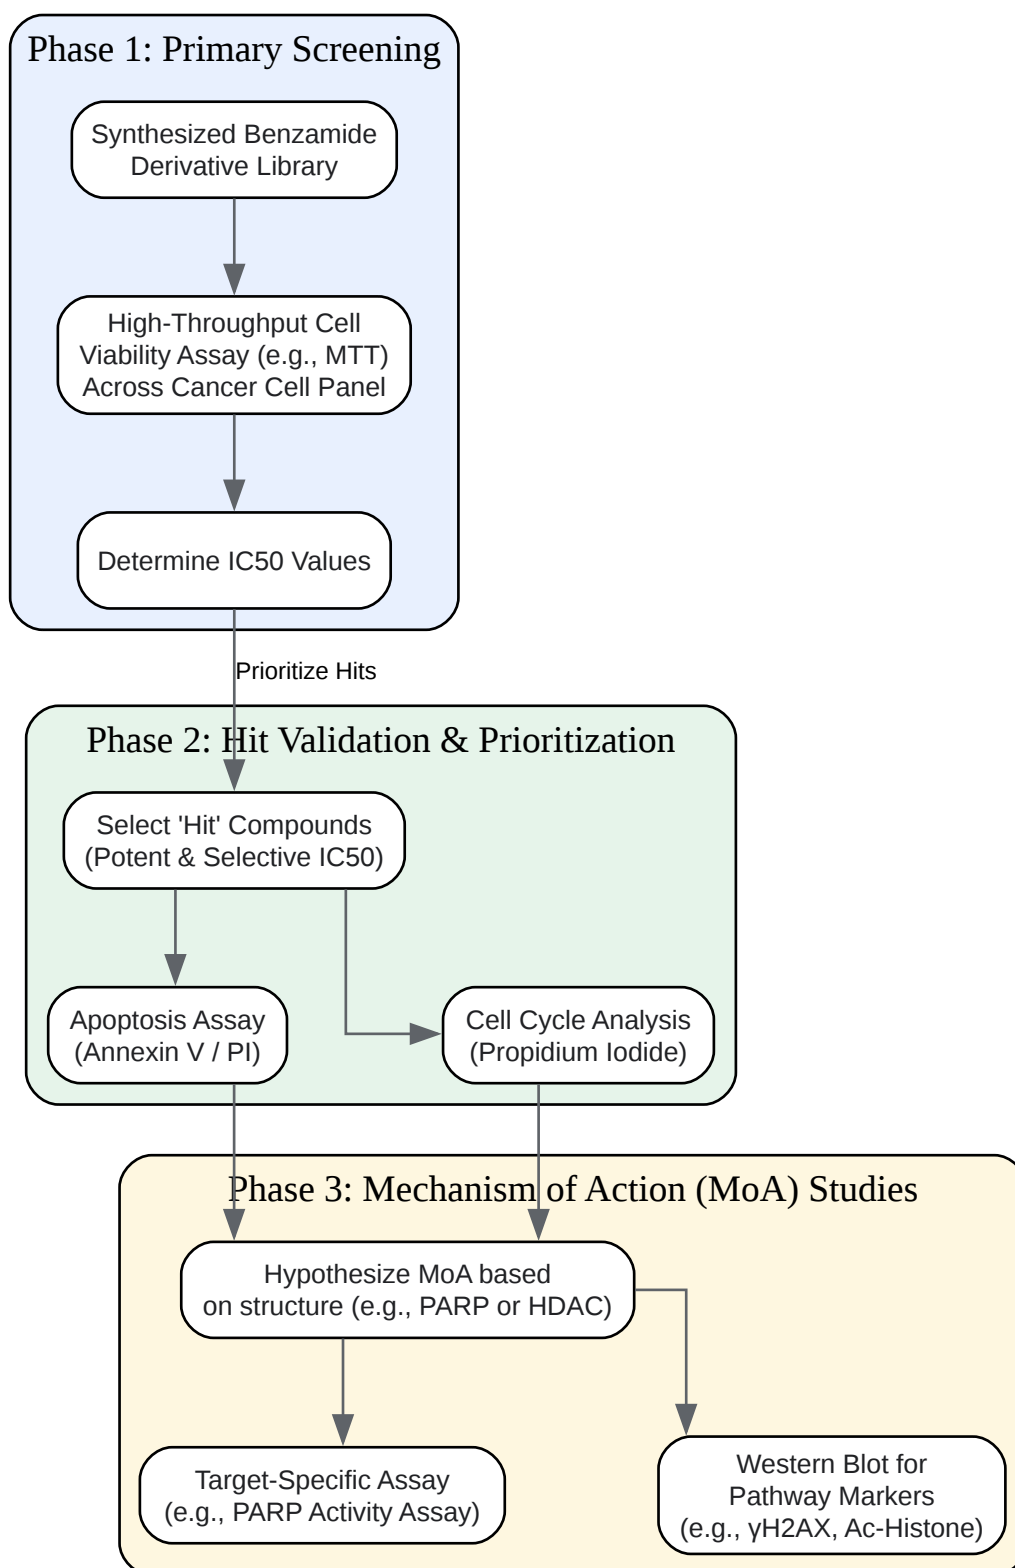 Phase 1: Primary Screening
Synthesized Benzamide
Derivative Library
High-Throughput Cell
Viability Assay (e.g., MTT)
Across Cancer Cell Panel
Determine IC50 Values
Prioritize Hits
Phase 2: Hit Validation & Prioritization
Select 'Hit' Compounds
(Potent & Selective IC50)
Apoptosis Assay
(Annexin V / PI)
Cell Cycle Analysis
(Propidium Iodide)
Phase 3: Mechanism of Action (MoA) Studies
Hypothesize MoA based
on structure (e.g., PARP or HDAC)
Target-Specific Assay
(e.g., PARP Activity Assay)
Western Blot for
Pathway Markers
(e.g., γH2AX, Ac-Histone)